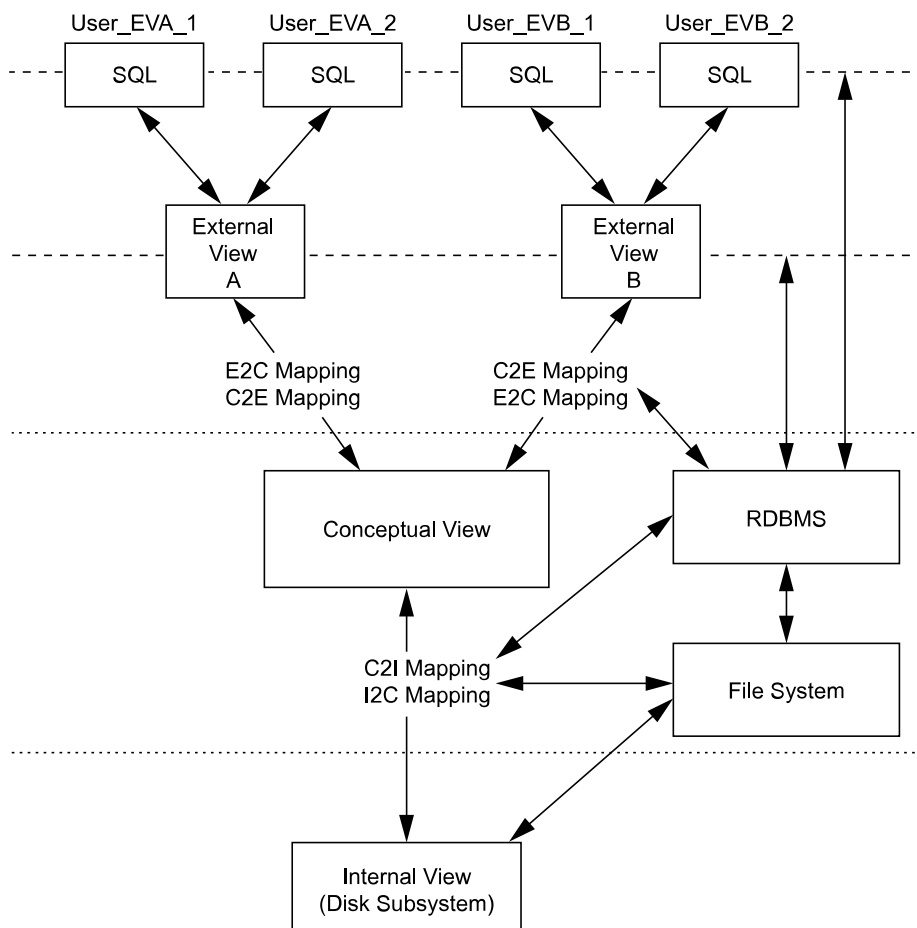 User_EVA_1
User_EVA_2
User_EVB_1
User_EVB_2
SQL
SQL
SQL
SQL
External
View
A
External
View
B
E2C Mapping
C2E Mapping
C2E Mapping
E2C Mapping
Conceptual View
RDBMS
C2I Mapping
I2C Mapping
File System
Internal View
(Disk Subsystem)